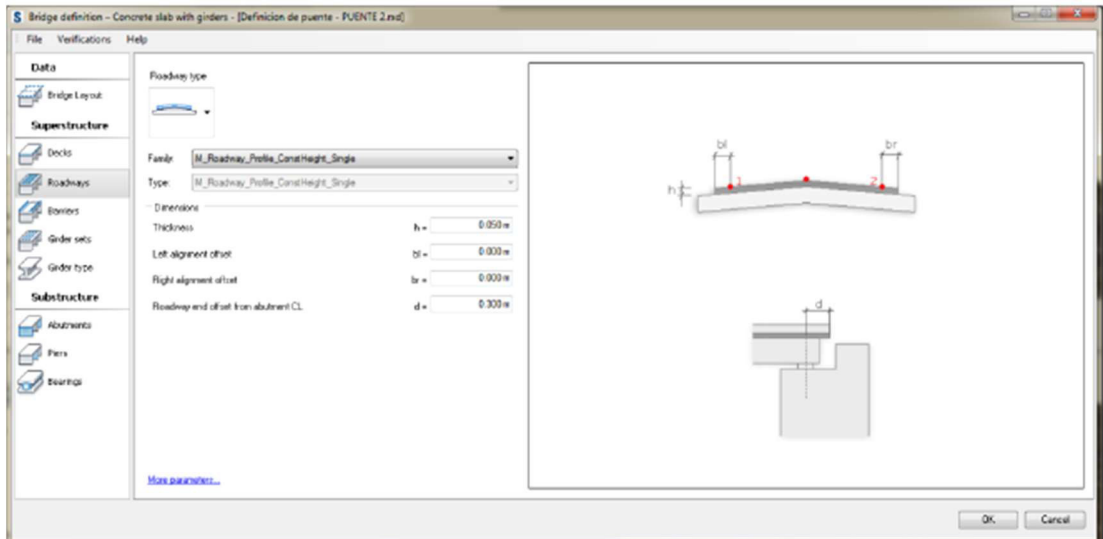 Bridge definition – Concrete slab with girders - [Definicion de puente - PUENTE 2.rxd]
File Verifications Help
Data
Bridge Layout
Superstructure
Decks
Roadways
Barriers
Girder sets
Girder type
Substructure
Abutments
Piers
Bearings
Roadway type
Family: M_Roadway_Profile_ConstHeight_Single
Type: M_Roadway_Profile_ConstHeight_Single
Dimensions
Thickness h = 0.050 m
Left alignment offset bl = 0.000 m
Right alignment offset br = 0.000 m
Roadway end offset from abutment CL d = 0.300 m
More parameters...
bl br
h 1 2
d
OK Cancel